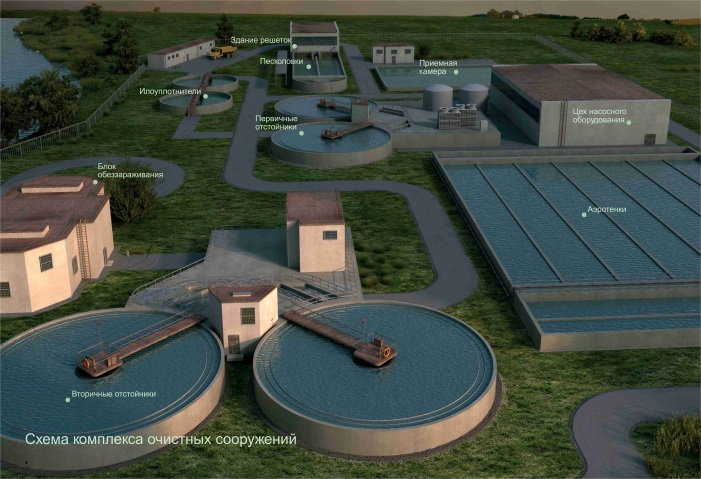 Здание решеток
Песколовки
Приемная
камера
Илоуплотнители
Первичные
отстойники
Цех насосного
оборудования
Блок
обеззараживания
Аэротенки
Вторичные отстойники
Схема комплекса очистных сооружений